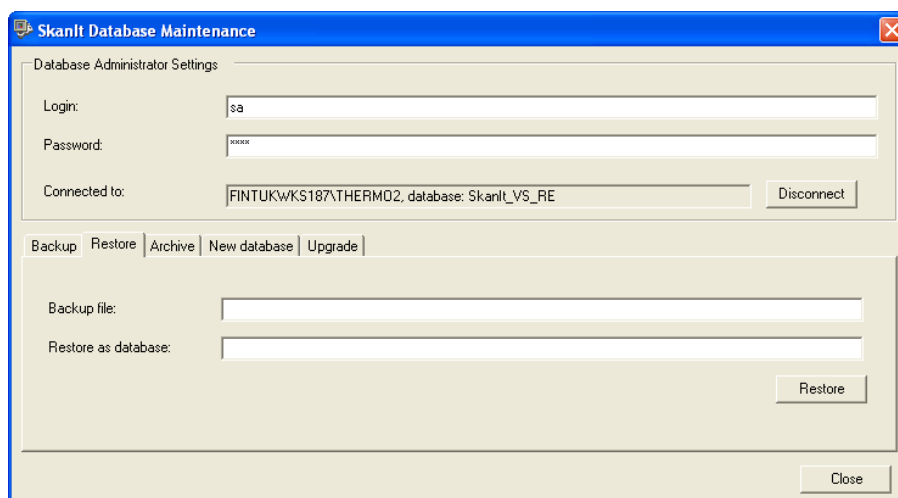 SkanIt Database Maintenance
Database Administrator Settings
Login: sa
Password: ****
Connected to: FINTUKWKS187\THERMO2, database: SkanIt_VS_RE Disconnect
Backup Restore Archive New database Upgrade
Backup file:
Restore as database:
Restore
Close